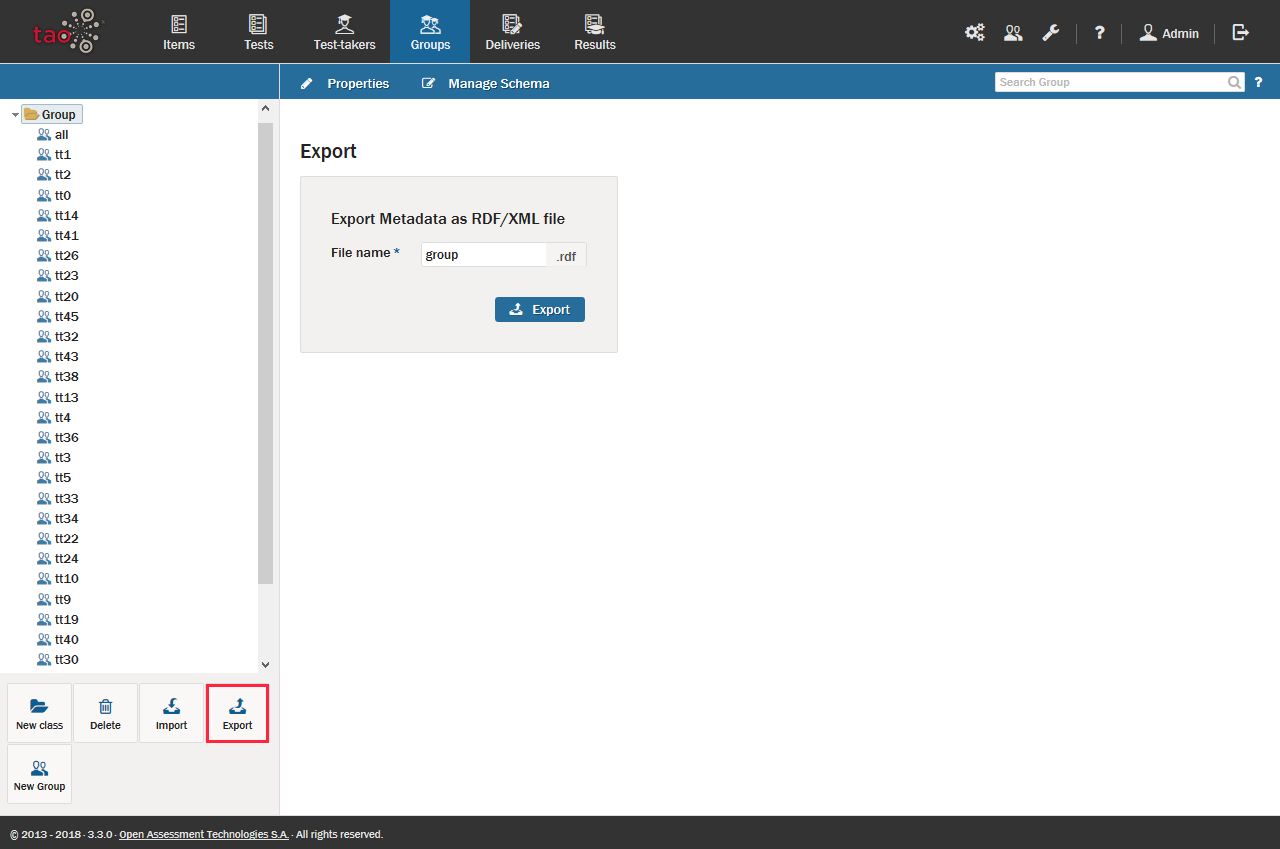 tao
Items
Tests
Test-takers
Groups
Deliveries
Results
?
Admin
Properties
Manage Schema
Search Group
?
Group
all
tt1
tt2
tt0
tt14
tt41
tt26
tt23
tt20
tt45
tt32
tt43
tt38
tt13
tt4
tt36
tt3
tt5
tt33
tt34
tt22
tt24
tt10
tt9
tt19
tt40
tt30
New class
Delete
Import
Export
New Group
Export
Export Metadata as RDF/XML file
File name *
group
.rdf
Export
© 2013 - 2018 · 3.3.0 · Open Assessment Technologies S.A. · All rights reserved.